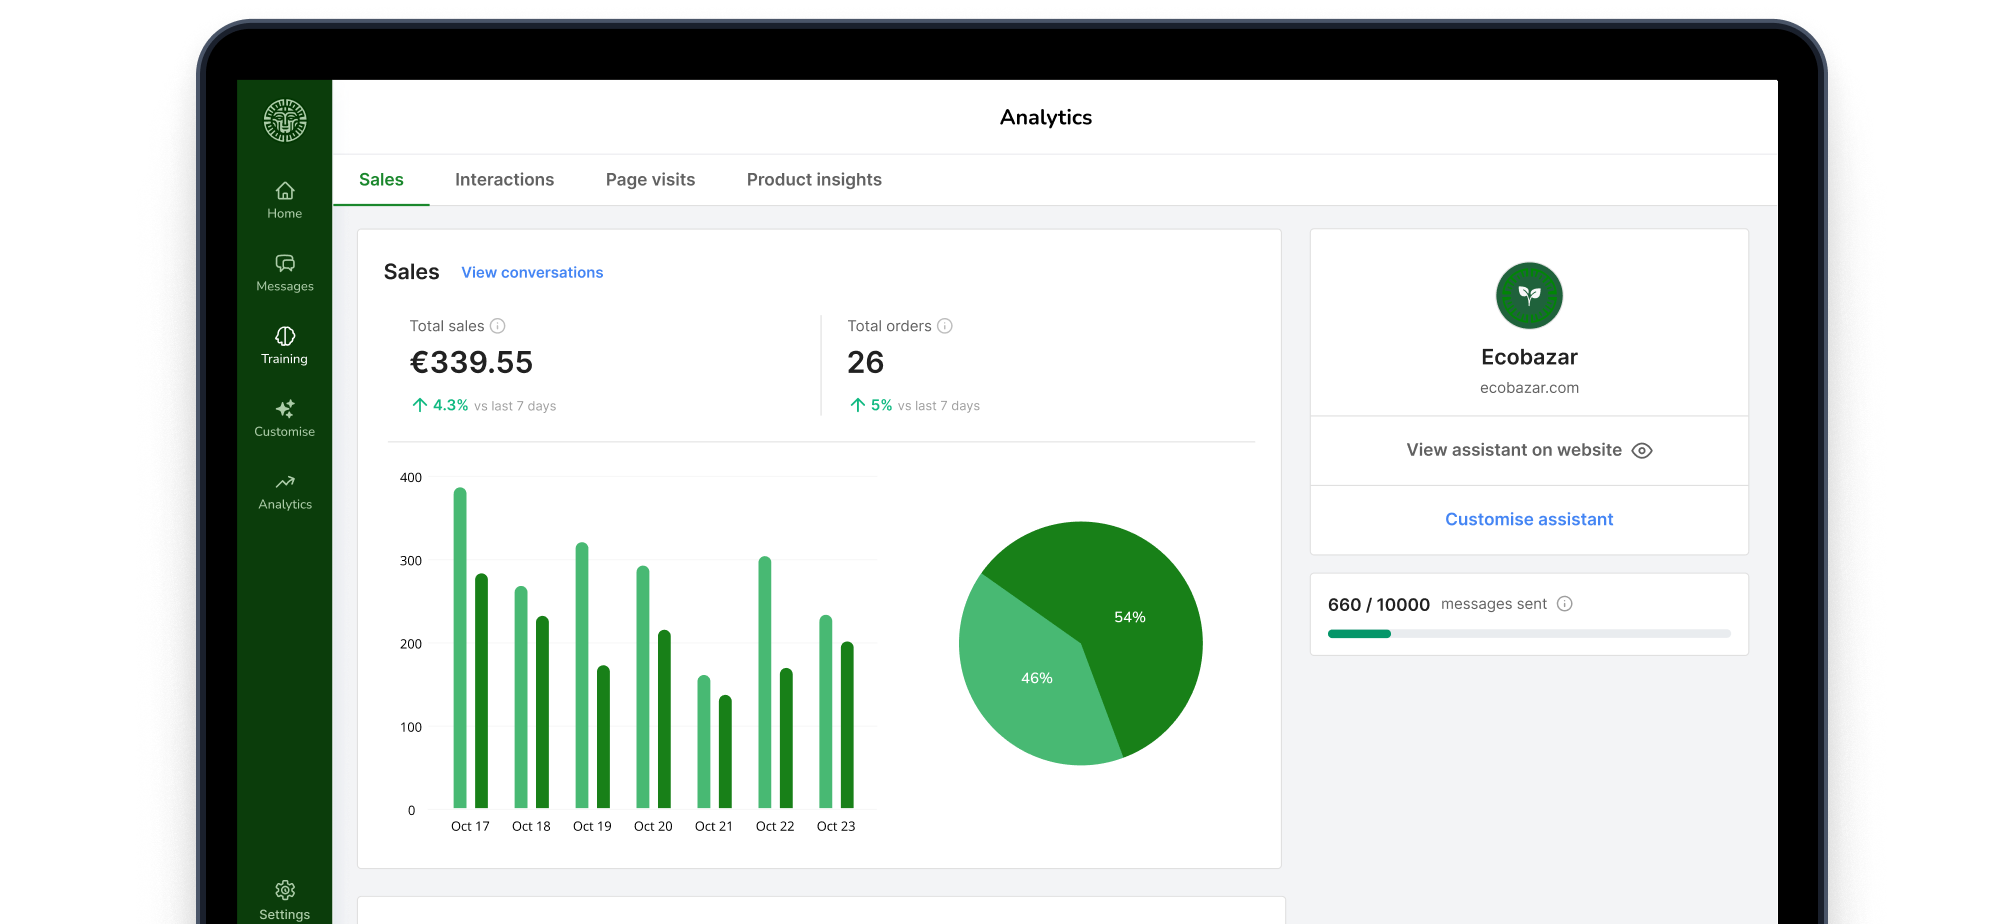 Analytics
Home
Messages
Training
Customise
Analytics
Settings
Sales Interactions Page visits Product insights
Sales View conversations
Total sales
€339.55
4.3% vs last 7 days
Total orders
26
5% vs last 7 days
400
300
200
100
0
Oct 17 Oct 18 Oct 19 Oct 20 Oct 21 Oct 22 Oct 23
54%
46%
Ecobazar
ecobazar.com
View assistant on website
Customise assistant
660 / 10000 messages sent